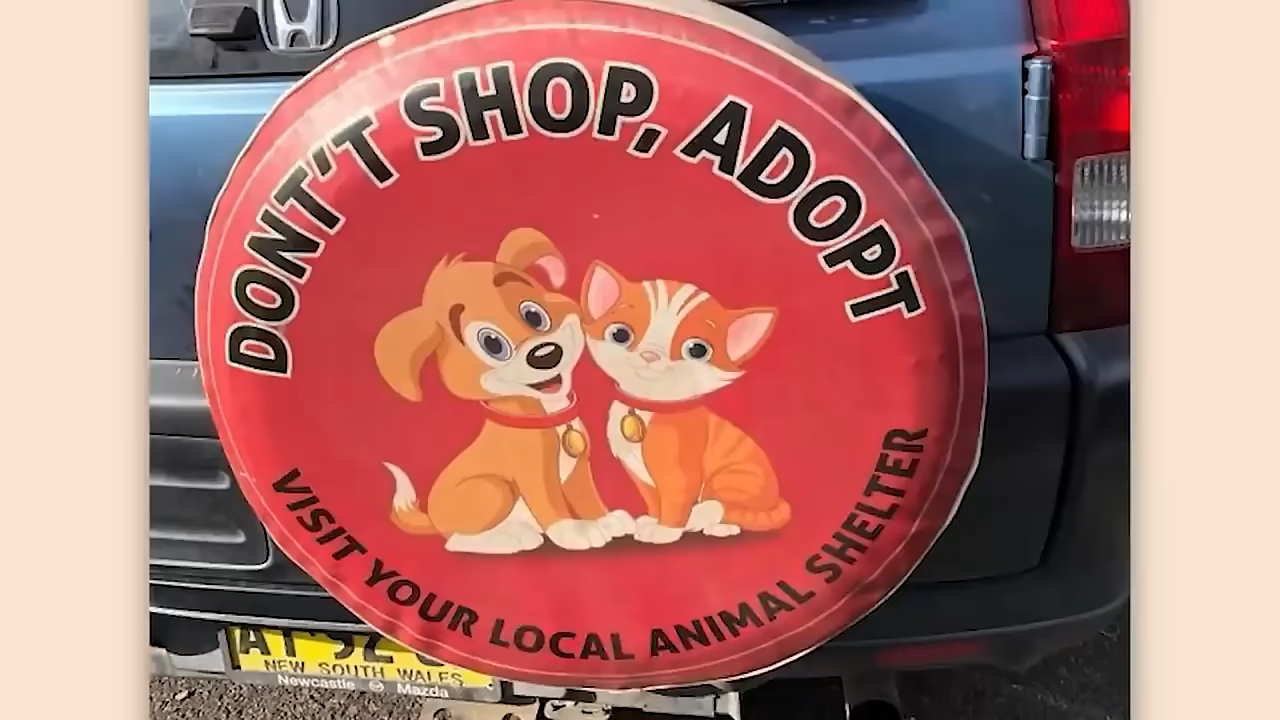 DON'T SHOP, ADOPT
VISIT YOUR LOCAL ANIMAL SHELTER
NEW SOUTH WALES
Newcastle Mazda